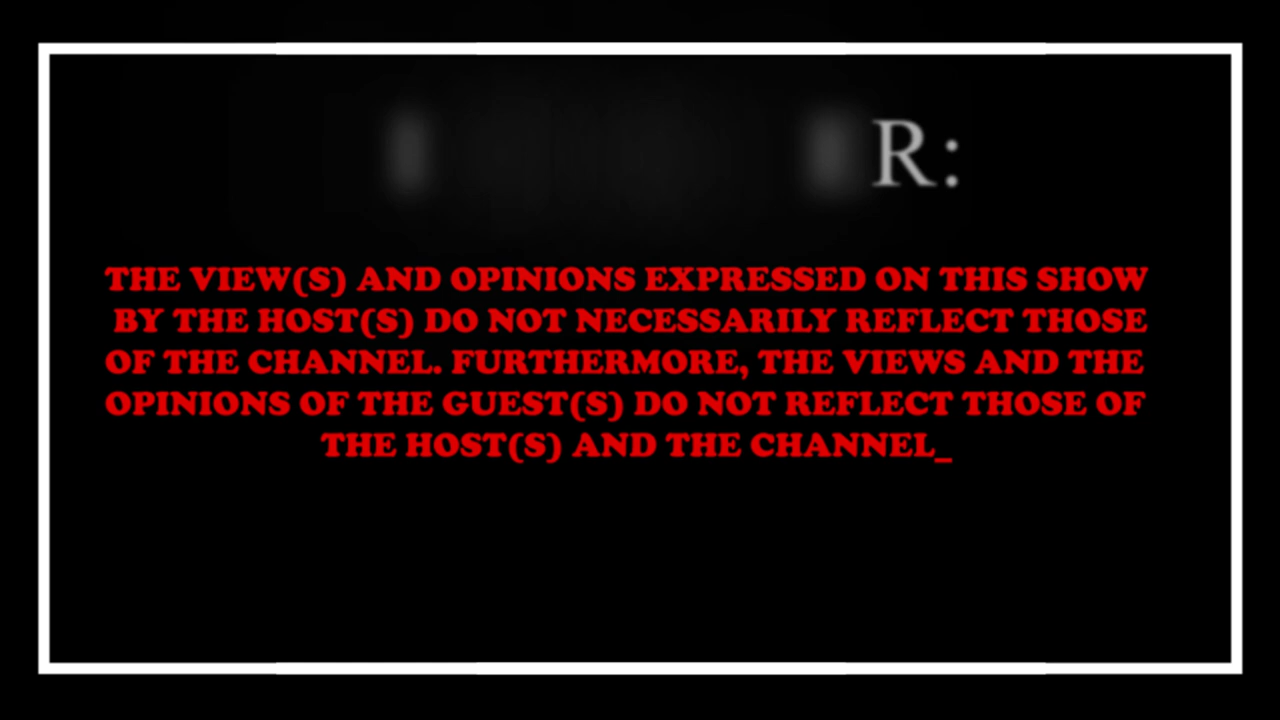 R:
THE VIEW(S) AND OPINIONS EXPRESSED ON THIS SHOW
BY THE HOST(S) DO NOT NECESSARILY REFLECT THOSE
OF THE CHANNEL. FURTHERMORE, THE VIEWS AND THE
OPINIONS OF THE GUEST(S) DO NOT REFLECT THOSE OF
THE HOST(S) AND THE CHANNEL_